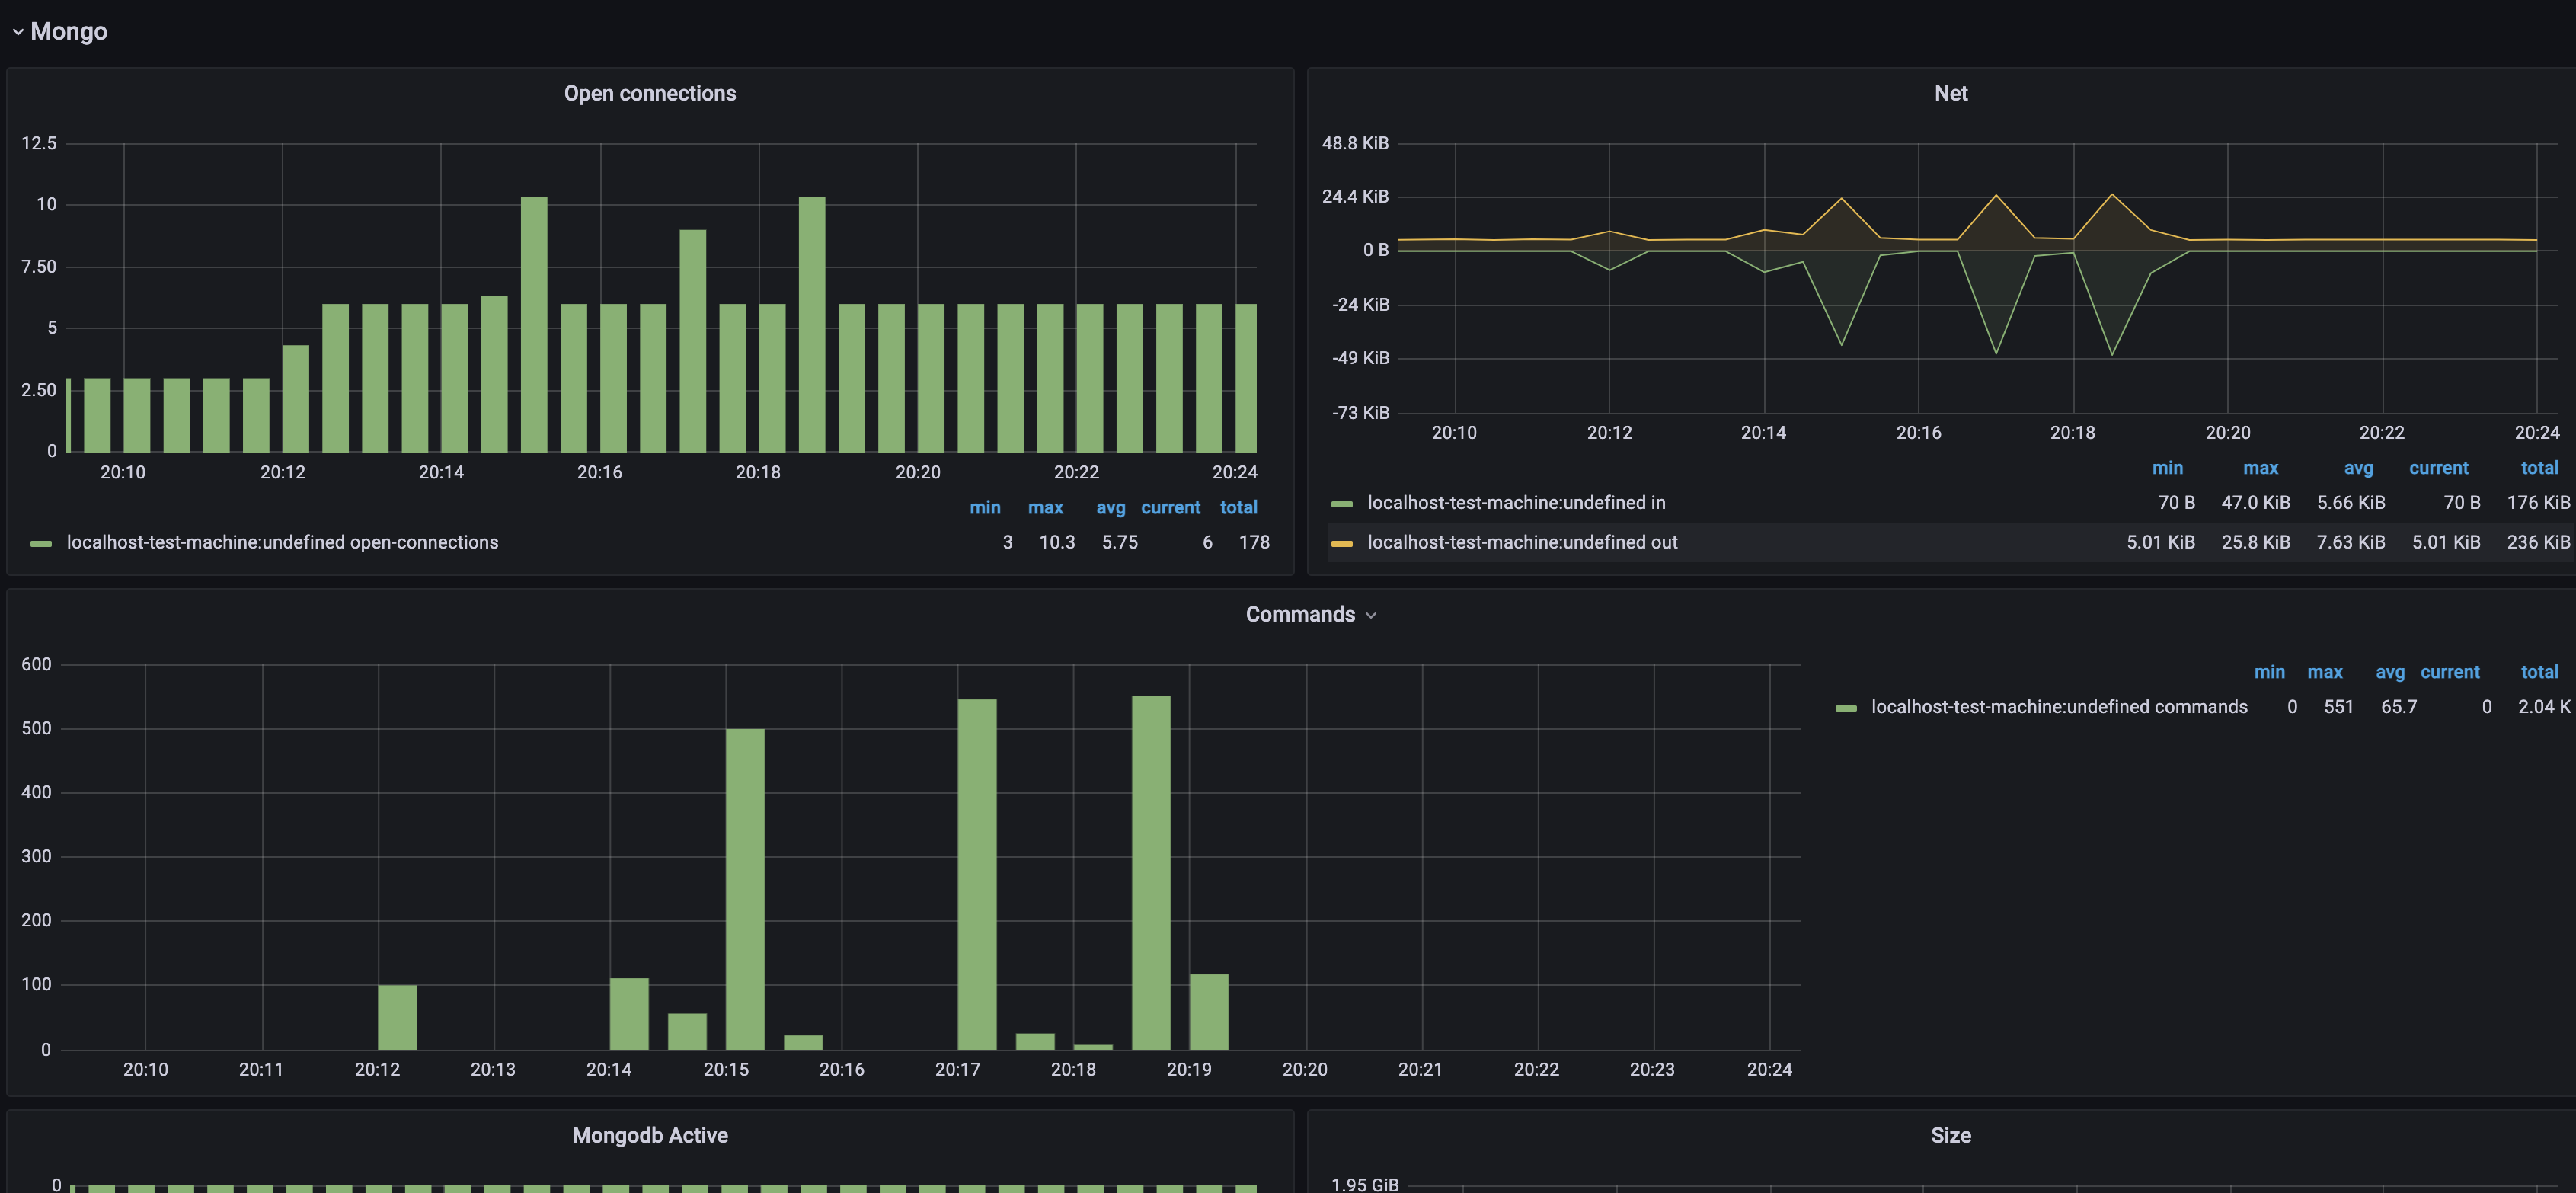 Mongo
Open connections
12.5
10
7.50
5
2.50
0
20:10 20:12 20:14 20:16 20:18 20:20 20:22 20:24
min max avg current total
localhost-test-machine:undefined open-connections 3 10.3 5.75 6 178
Net
48.8 KiB
24.4 KiB
0 B
-24 KiB
-49 KiB
-73 KiB
20:10 20:12 20:14 20:16 20:18 20:20 20:22 20:24
min max avg current total
localhost-test-machine:undefined in 70 B 47.0 KiB 5.66 KiB 70 B 176 KiB
localhost-test-machine:undefined out 5.01 KiB 25.8 KiB 7.63 KiB 5.01 KiB 236 KiB
Commands
600
500
400
300
200
100
0
20:10 20:11 20:12 20:13 20:14 20:15 20:16 20:17 20:18 20:19 20:20 20:21 20:22 20:23 20:24
min max avg current total
localhost-test-machine:undefined commands 0 551 65.7 0 2.04 K
Mongodb Active
0
Size
1.95 GiB